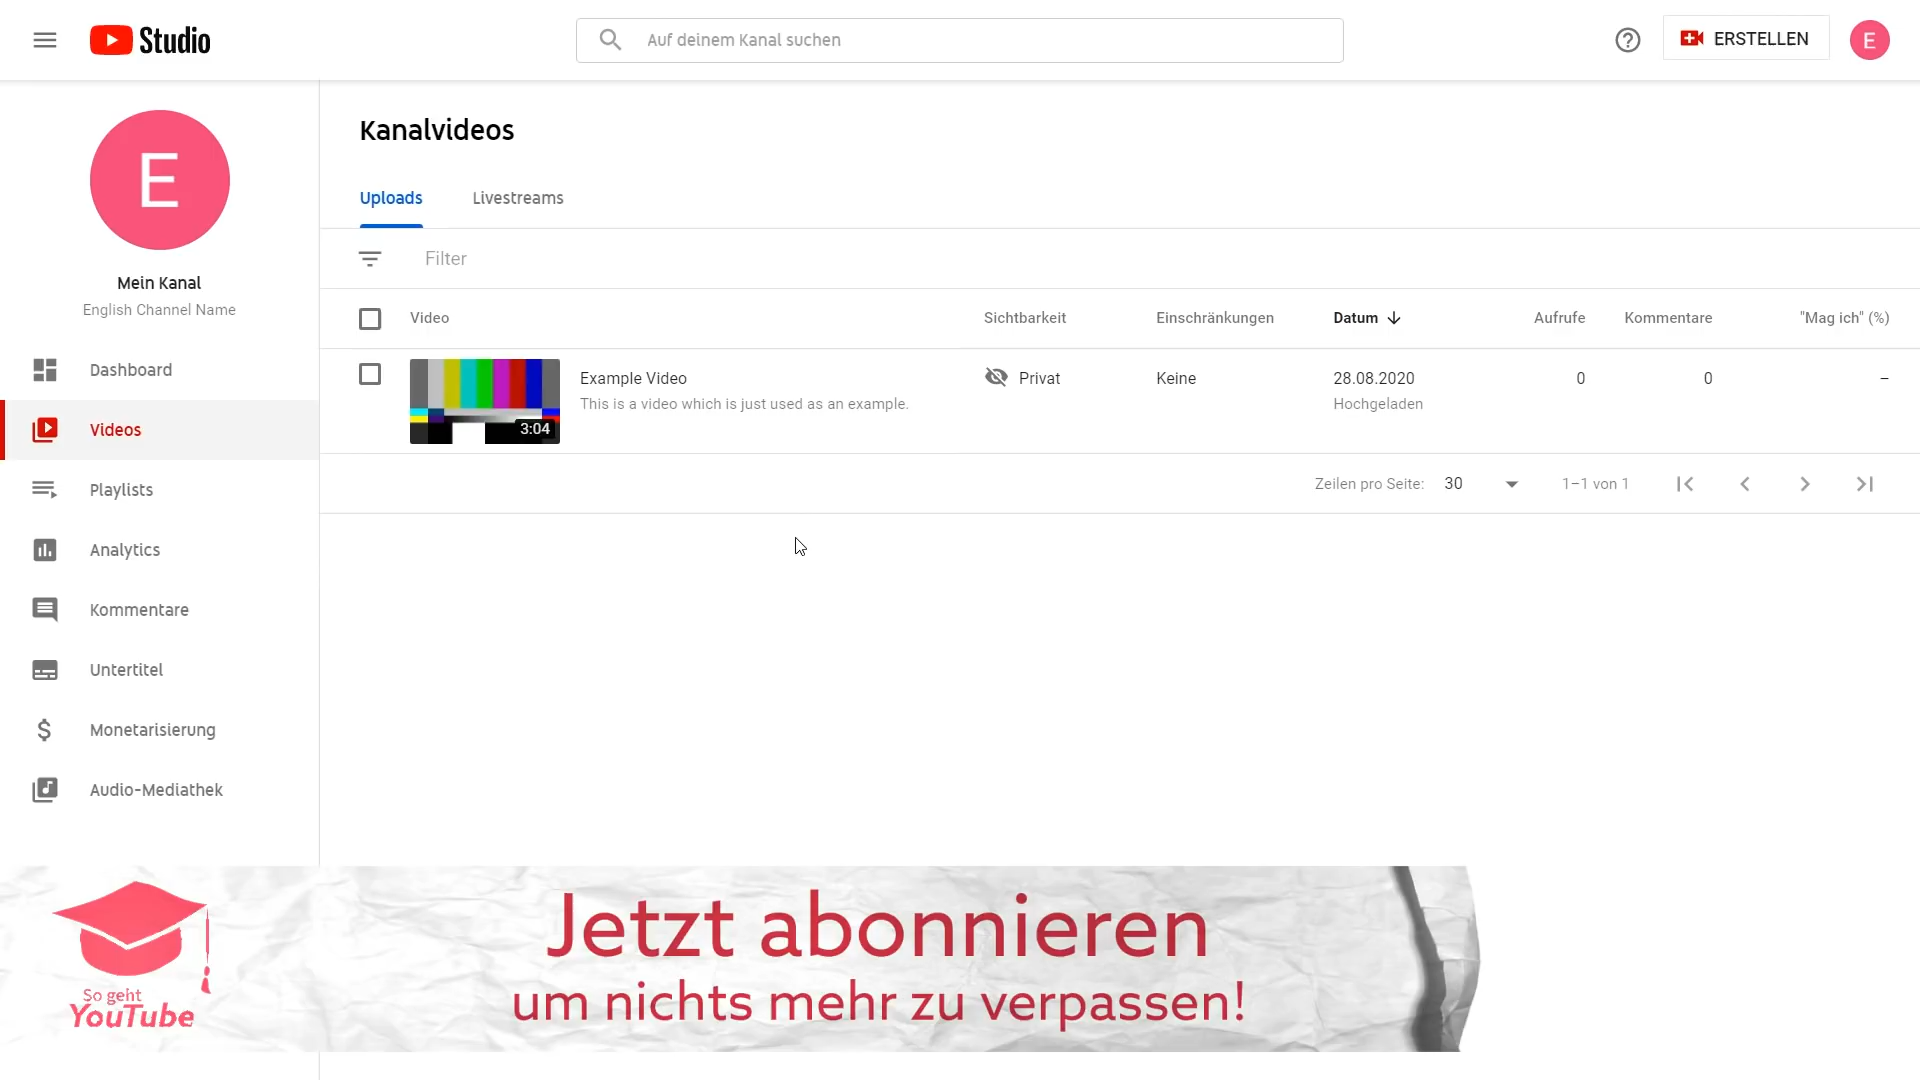 Studio
Auf deinem Kanal suchen
ERSTELLEN
E
E
Mein Kanal
English Channel Name
Dashboard
Videos
Playlists
Analytics
Kommentare
Untertitel
Monetarisierung
Audio-Mediathek
Kanalvideos
Uploads
Livestreams
Filter
Video
Sichtbarkeit
Einschränkungen
Datum
Aufrufe
Kommentare
"Mag ich" (%)
3:04
Example Video
This is a video which is just used as an example.
Privat
Keine
28.08.2020
Hochgeladen
0
0
–
Zeilen pro Seite: 30
1–1 von 1
So geht
YouTube
Jetzt abonnieren
um nichts mehr zu verpassen!